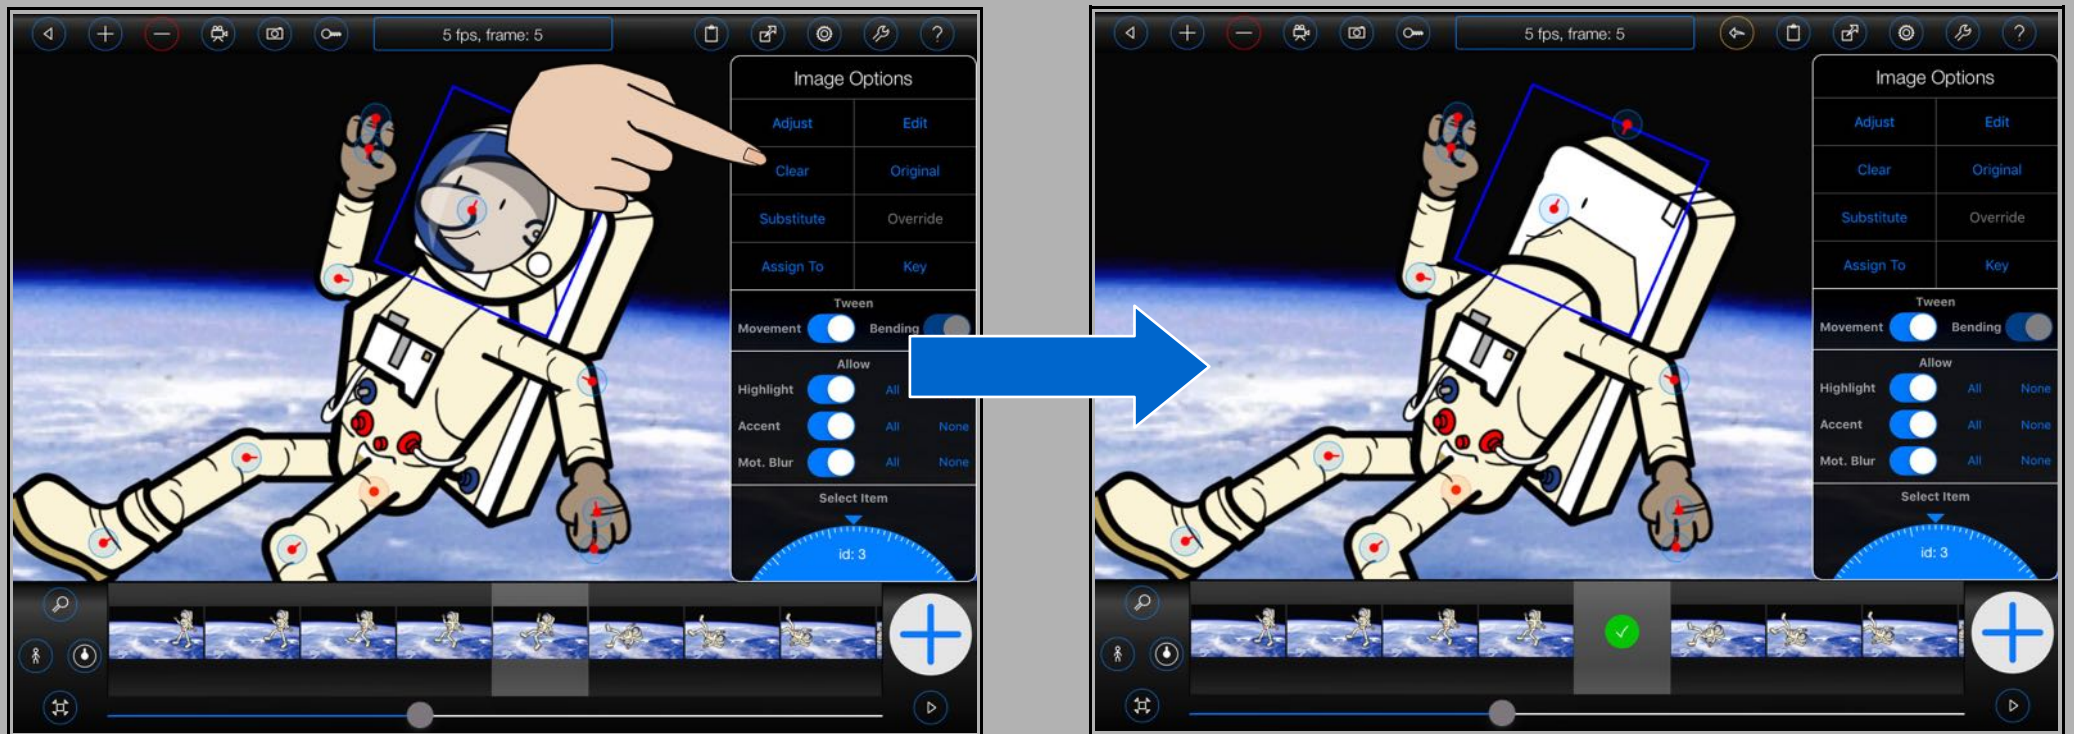 5 fps, frame: 5
?
Image Options
Adjust Edit
Clear Original
Substitute Override
Assign To Key
Tween
Movement Bending
Allow
Highlight All
Accent All None
Mot. Blur All None
Select Item
id: 3
5 fps, frame: 5
?
Image Options
Adjust Edit
Clear Original
Substitute Override
Assign To Key
Tween
Movement Bending
Allow
Highlight All None
Accent All None
Mot. Blur All None
Select Item
id: 3